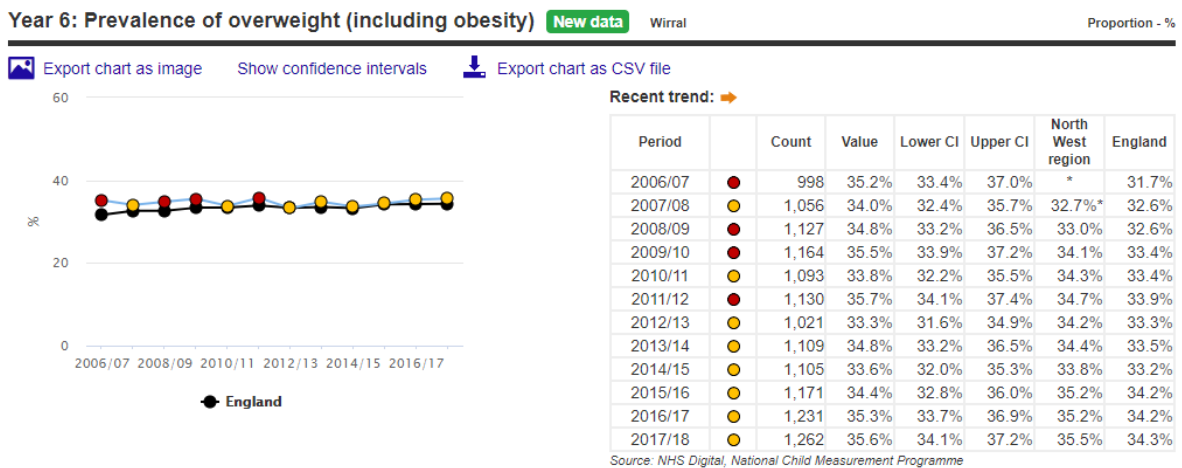 Year 6: Prevalence of overweight (including obesity) New data Wirral Proportion - %
Export chart as image Show confidence intervals Export chart as CSV file
60
40
20
0
%
2006/07 2008/09 2010/11 2012/13 2014/15 2016/17
England
Recent trend:
Period Count Value Lower CI Upper CI North West region England
2006/07 998 35.2% 33.4% 37.0% * 31.7%
2007/08 1,056 34.0% 32.4% 35.7% 32.7%* 32.6%
2008/09 1,127 34.8% 33.2% 36.5% 33.0% 32.6%
2009/10 1,164 35.5% 33.9% 37.2% 34.1% 33.4%
2010/11 1,093 33.8% 32.2% 35.5% 34.3% 33.4%
2011/12 1,130 35.7% 34.1% 37.4% 34.7% 33.9%
2012/13 1,021 33.3% 31.6% 34.9% 34.2% 33.3%
2013/14 1,109 34.8% 33.2% 36.5% 34.4% 33.5%
2014/15 1,105 33.6% 32.0% 35.3% 33.8% 33.2%
2015/16 1,171 34.4% 32.8% 36.0% 35.2% 34.2%
2016/17 1,231 35.3% 33.7% 36.9% 35.2% 34.2%
2017/18 1,262 35.6% 34.1% 37.2% 35.5% 34.3%
Source: NHS Digital, National Child Measurement Programme